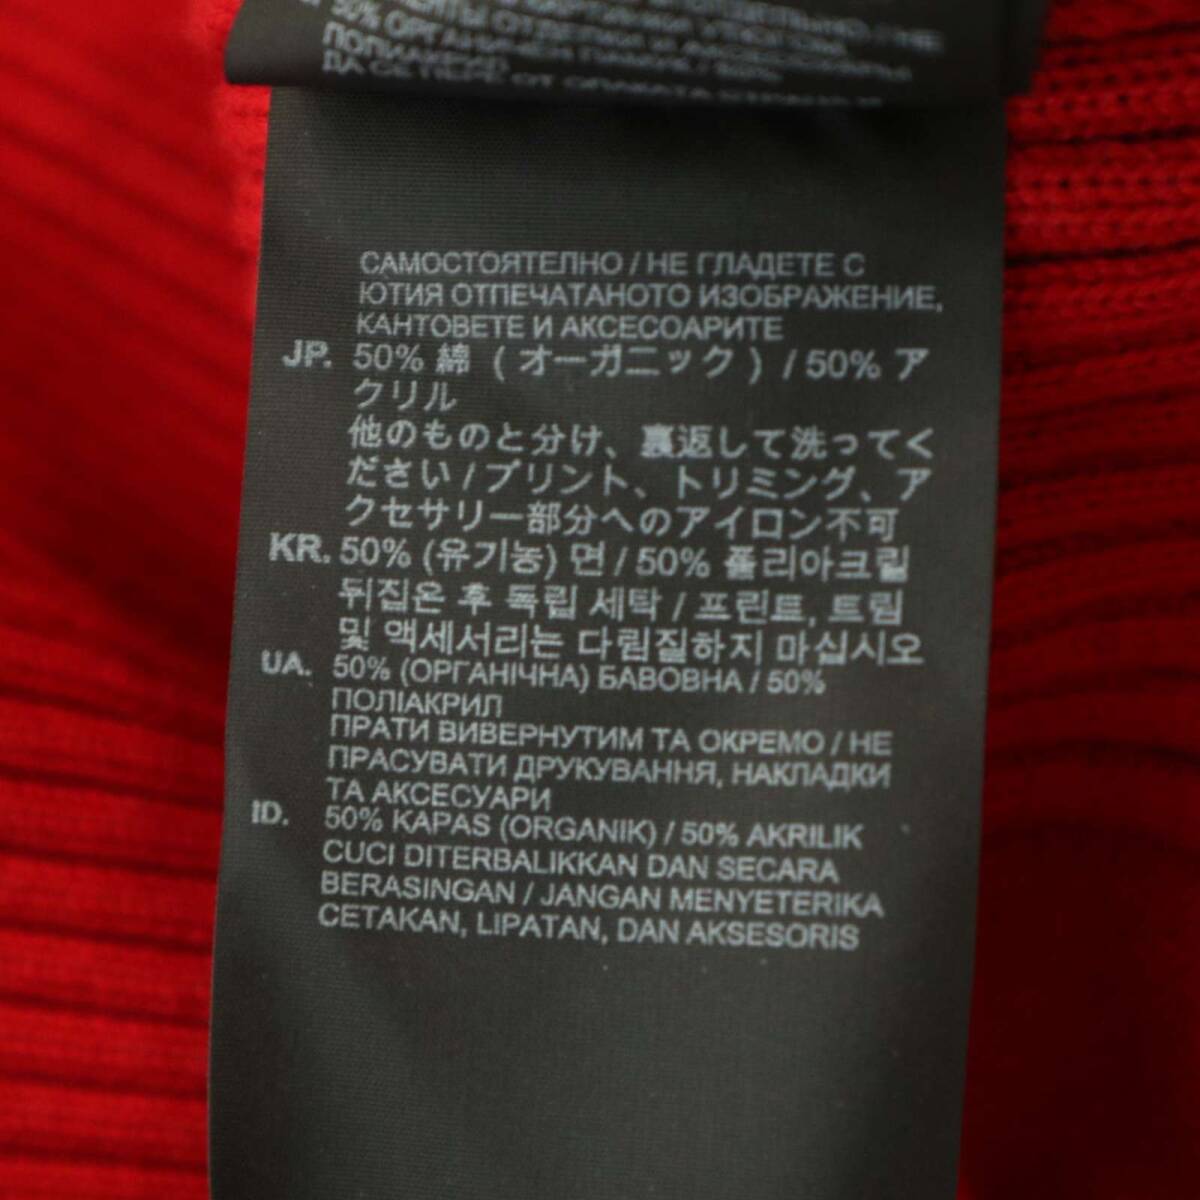 50% ОРГАНИЧЕН
ДА СЕ ПЕРЕ ОТ
САМОСТОЯТЕЛНО / НЕ ГЛАДЕТЕ С
ЮТИЯ ОТПЕЧАТАНОТО ИЗОБРАЖЕНИЕ,
КАНТОВЕТЕ И АКСЕСОАРИТЕ
JP. 50% 綿 ( オーガニック ) / 50% ア
クリル
他のものと分け、裏返して洗ってく
ださい / プリント、トリミング、ア
クセサリー部分へのアイロン不可
KR. 50% (유기농) 면 / 50% 폴리아크릴
뒤집온 후 독립 세탁 / 프린트, 트림
및 액세서리는 다림질하지 마십시오
UA. 50% (ОРГАНІЧНА) БАВОВНА / 50%
ПОЛІАКРИЛ
ПРАТИ ВИВЕРНУТИМ ТА ОКРЕМО / НЕ
ПРАСУВАТИ ДРУКУВАННЯ, НАКЛАДКИ
ТА АКСЕСУАРИ
ID. 50% KAPAS (ORGANIK) / 50% AKRILIK
CUCI DITERBALIKKAN DAN SECARA
BERASINGAN / JANGAN MENYETERIKA
CETAKAN, LIPATAN, DAN AKSESORIS